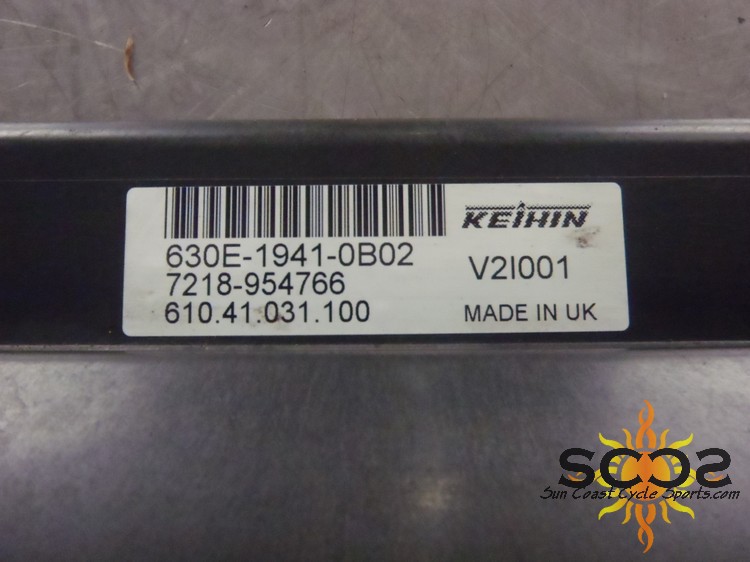 KEIHIN
630E-1941-0B02
V2I001
7218-954766
610.41.031.100
MADE IN UK
SCCS
Sun Coast Cycle Sports.com